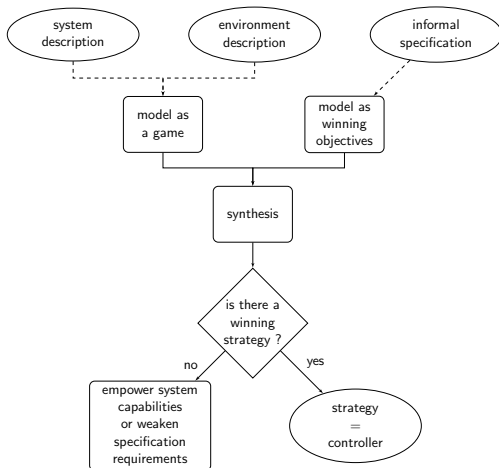 system
description
environment
description
informal
specification
model as
a game
model as
winning
objectives
synthesis
is there a
winning
strategy ?
no
yes
empower system
capabilities
or weaken
specification
requirements
strategy
=
controller